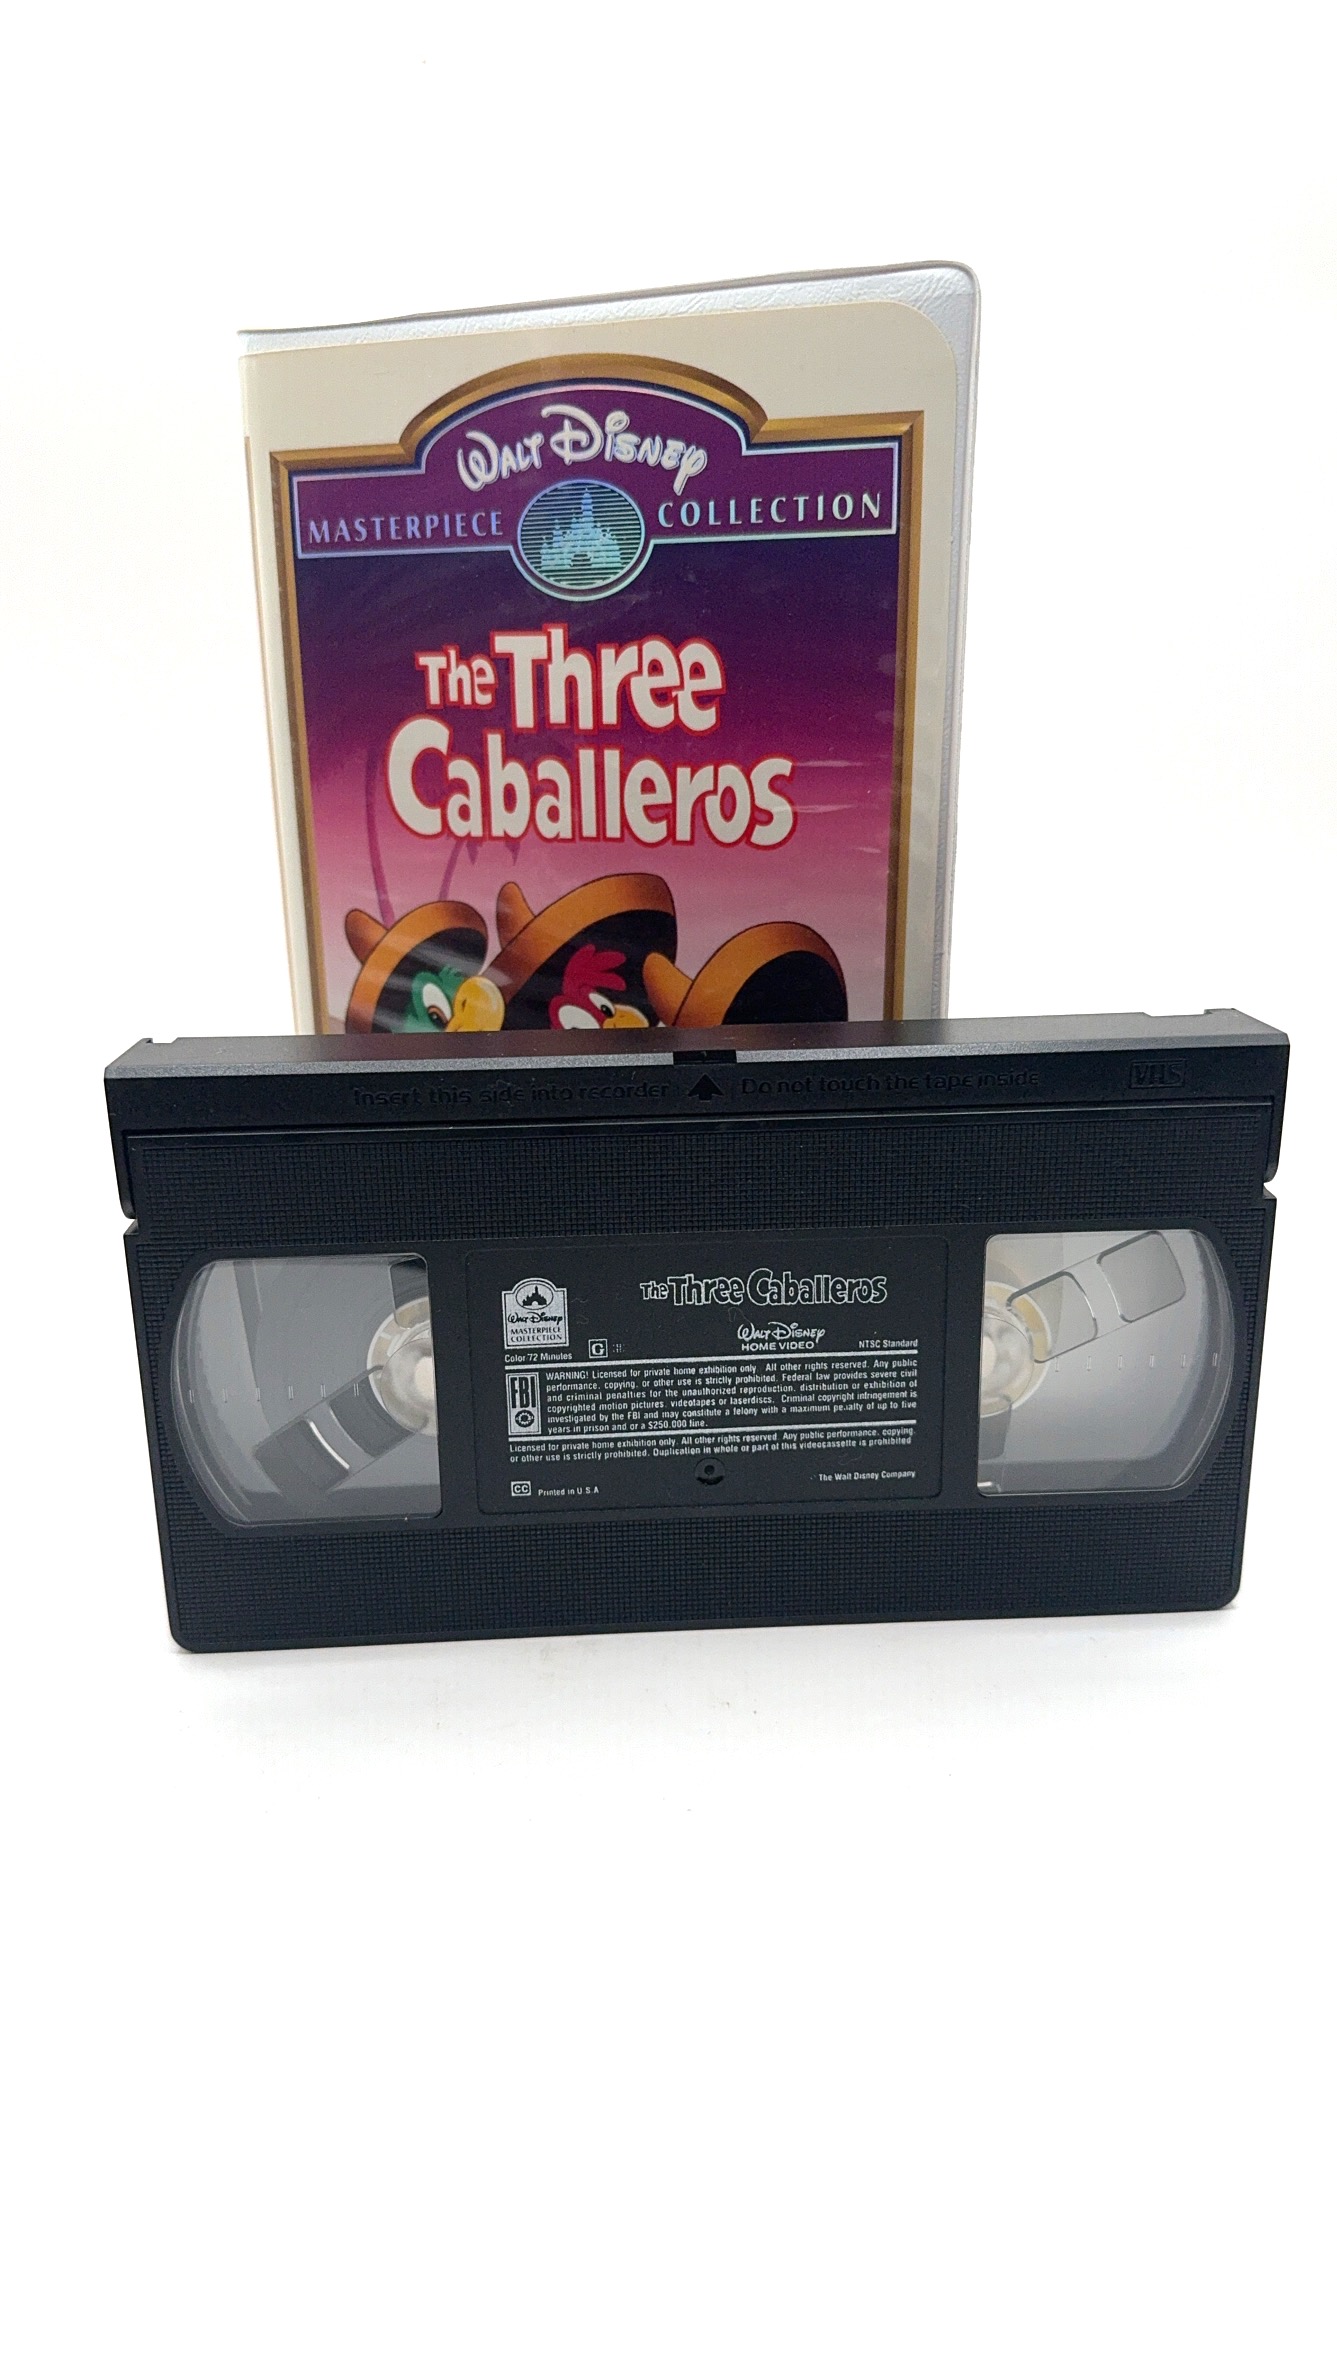 Walt Disney
MASTERPIECE COLLECTION
The Three
Caballeros
Insert this side into recorder Do not touch the tape inside VHS
The Three Caballeros
Walt Disney
MASTERPIECE
COLLECTION
Walt Disney
HOME VIDEO
NTSC Standard
Color 72 Minutes
G
FBI
WARNING! Licensed for private home exhibition only. All other rights reserved. Any public
performance, copying, or other use is strictly prohibited. Federal law provides severe civil
and criminal penalties for the unauthorized reproduction, distribution or exhibition of
copyrighted motion pictures, videotapes or laserdiscs. Criminal copyright infringement is
investigated by the FBI and may constitute a felony with a maximum penalty of up to five
years in prison and or a $250,000 fine.
Licensed for private home exhibition only. All other rights reserved. Any public performance, copying,
or other use is strictly prohibited. Duplication in whole or part of this videocassette is prohibited
CC Printed in U.S.A
The Walt Disney Company